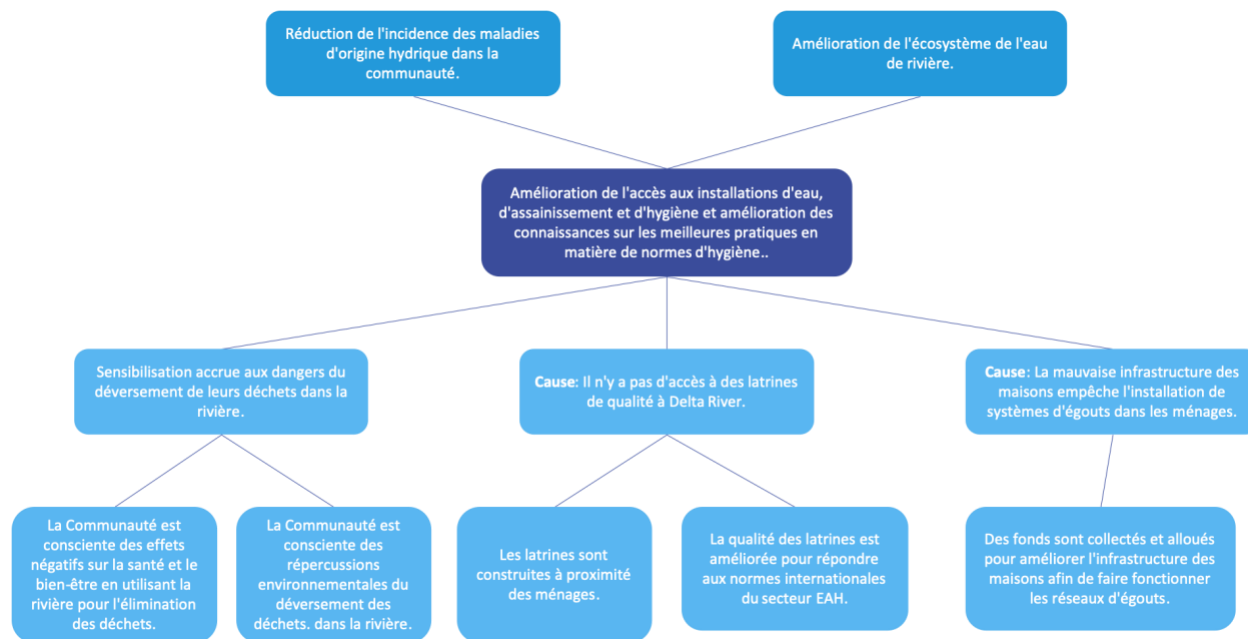 Réduction de l'incidence des maladies
d'origine hydrique dans la
communauté.
Amélioration de l'écosystème de l'eau
de rivière.
Amélioration de l'accès aux installations d'eau,
d'assainissement et d'hygiène et amélioration des
connaissances sur les meilleures pratiques en
matière de normes d'hygiène..
Sensibilisation accrue aux dangers du
déversement de leurs déchets dans la
rivière.
Cause: Il n'y a pas d'accès à des latrines
de qualité à Delta River.
Cause: La mauvaise infrastructure des
maisons empêche l'installation de
systèmes d'égouts dans les ménages.
La Communauté est
consciente des effets
négatifs sur la santé et le
bien-être en utilisant la
rivière pour l'élimination
des déchets.
La Communauté est
consciente des
répercussions
environnementales du
déversement des
déchets. dans la rivière.
Les latrines sont
construites à proximité
des ménages.
La qualité des latrines est
améliorée pour répondre
aux normes internationales
du secteur EAH.
Des fonds sont collectés et alloués
pour améliorer l'infrastructure des
maisons afin de faire fonctionner
les réseaux d'égouts.